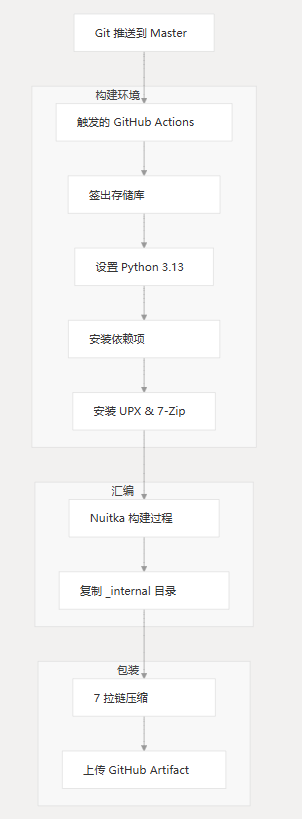 Git 推送到 Master
构建环境
触发的 GitHub Actions
签出存储库
设置 Python 3.13
安装依赖项
安装 UPX & 7-Zip
汇编
Nuitka 构建过程
复制 _internal 目录
包装
7 拉链压缩
上传 GitHub Artifact